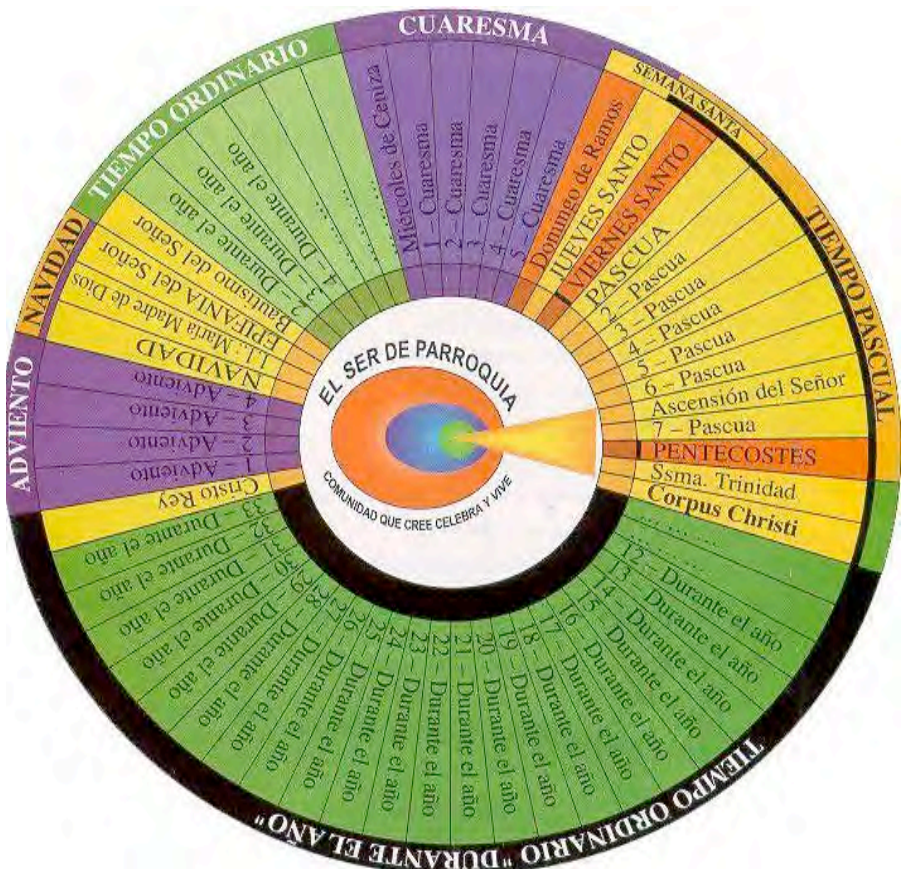 ADVIENTO
1 – Adviento
2 – Adviento
3 – Adviento
4 – Adviento
NAVIDAD
NAVIDAD
1.1.: María Madre de Dios
EPIFANIA del Señor
Bautismo del Señor
TIEMPO ORDINARIO
2 – Durante el año
3 – Durante el año
4 – Durante el año
......
......
CUARESMA
Miércoles de Ceniza
1 – Cuaresma
2 – Cuaresma
3 – Cuaresma
4 – Cuaresma
5 – Cuaresma
SEMANA SANTA
Domingo de Ramos
JUEVES SANTO
VIERNES SANTO
TIEMPO PASCUAL
PASCUA
2 – Pascua
3 – Pascua
4 – Pascua
5 – Pascua
6 – Pascua
Ascensión del Señor
7 – Pascua
PENTECOSTES
Ssma. Trinidad
Corpus Christi
TIEMPO ORDINARIO "DURANTE EL AÑO"
......
......
12 – Durante el año
13 – Durante el año
14 – Durante el año
15 – Durante el año
16 – Durante el año
17 – Durante el año
18 – Durante el año
19 – Durante el año
20 – Durante el año
21 – Durante el año
22 – Durante el año
23 – Durante el año
24 – Durante el año
25 – Durante el año
26 – Durante el año
27 – Durante el año
28 – Durante el año
29 – Durante el año
30 – Durante el año
31 – Durante el año
32 – Durante el año
33 – Durante el año
Cristo Rey
EL SER DE PARROQUIA
COMUNIDAD QUE CREE CELEBRA Y VIVE